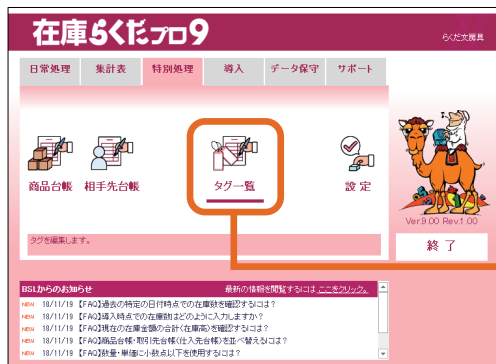 在庫らくだプロ9
らくだ文房具
日常処理 集計表 特別処理 導入 データ保守 サポート
商品台帳 相手先台帳 タグ一覧 設定
Ver.9.00 Rev.1.00
タグを編集します。
終了
BSLからのお知らせ 最新の情報を閲覧するには ここをクリック。
NEW 18/11/19 【FAQ】過去の特定の日付時点での在庫数を確認するには？
NEW 18/11/19 【FAQ】導入時点での在庫数はどのように入力しますか？
NEW 18/11/19 【FAQ】現在の在庫金額の合計（在庫高）を確認するには？
NEW 18/11/19 【FAQ】商品台帳・取引先台帳（仕入先台帳）を並べ替えるには？
NEW 18/11/19 【FAQ】数量・単価に小数点以下を使用するには？